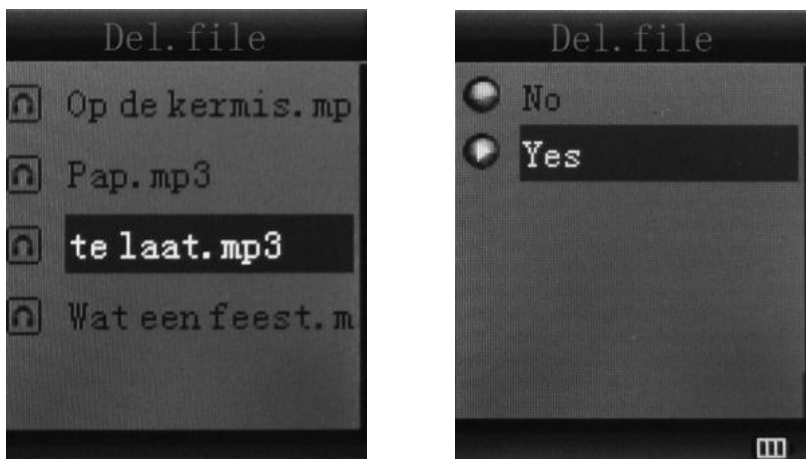 Del.file
Op de kermis.mp
Pap.mp3
te laat.mp3
Wat een feest.m
Del.file
No
Yes